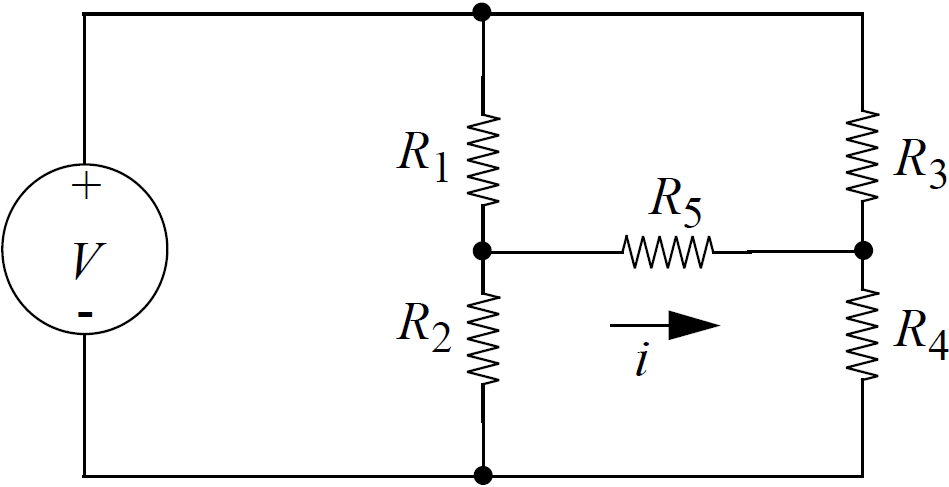 R1
R3
R5
+
V
-
R2
R4
i